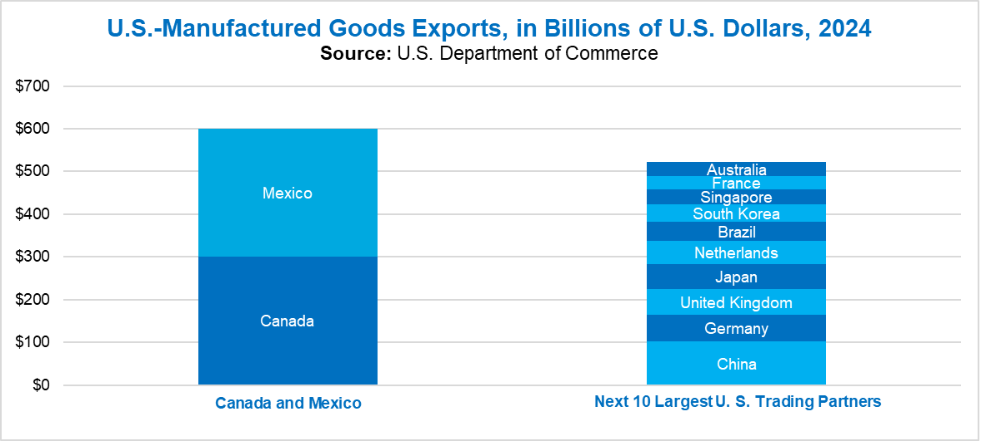 U.S.-Manufactured Goods Exports, in Billions of U.S. Dollars, 2024
Source: U.S. Department of Commerce
$700
$600
$500
$400
$300
$200
$100
$0
Mexico
Canada
Australia
France
Singapore
South Korea
Brazil
Netherlands
Japan
United Kingdom
Germany
China
Canada and Mexico
Next 10 Largest U. S. Trading Partners